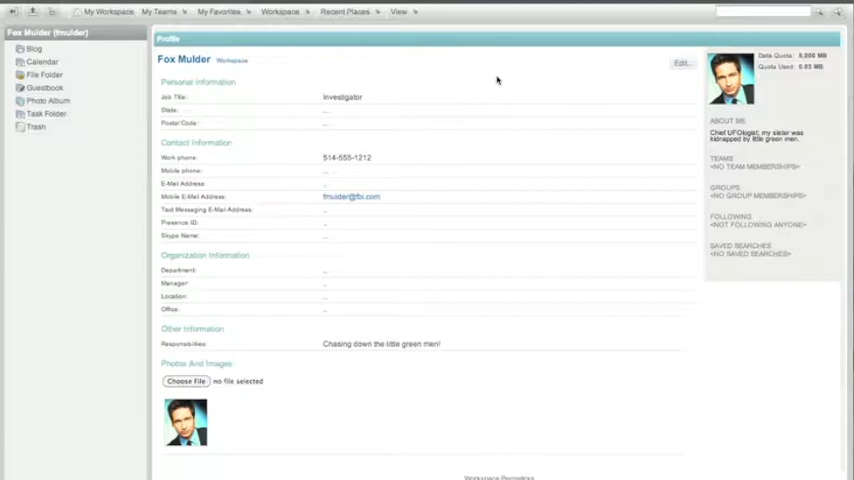 My Workspace My Teams My Favorites Workspace Recent Places View
Fox Mulder (fmulder)
Blog
Calendar
File Folder
Guestbook
Photo Album
Task Folder
Trash
Profile
Fox Mulder Workspace
Edit..
Personal Information
Job Title: Investigator
State: ...
Postal Code: ...
Contact Information
Work phone: 514-555-1212
Mobile phone: ...
E-Mail Address: ...
Mobile E-Mail Address: fmulder@fbi.com
Text Messaging E-Mail-Address: ...
Presence ID: ...
Skype Name: ...
Organization Information
Department: ...
Manager: ...
Location: ...
Office: ...
Other Information
Responsibilities: Chasing down the little green men!
Photos And Images:
Choose File no file selected
Workspace Permalinks
Data Quota: 5,000 MB
Quota Used: 0.03 MB
ABOUT ME
Chief UFOlogist, my sister was
kidnapped by little green men.
TEAMS
<NO TEAM MEMBERSHIPS>
GROUPS
<NO GROUP MEMBERSHIPS>
FOLLOWING
<NOT FOLLOWING ANYONE>
SAVED SEARCHES
<NO SAVED SEARCHES>